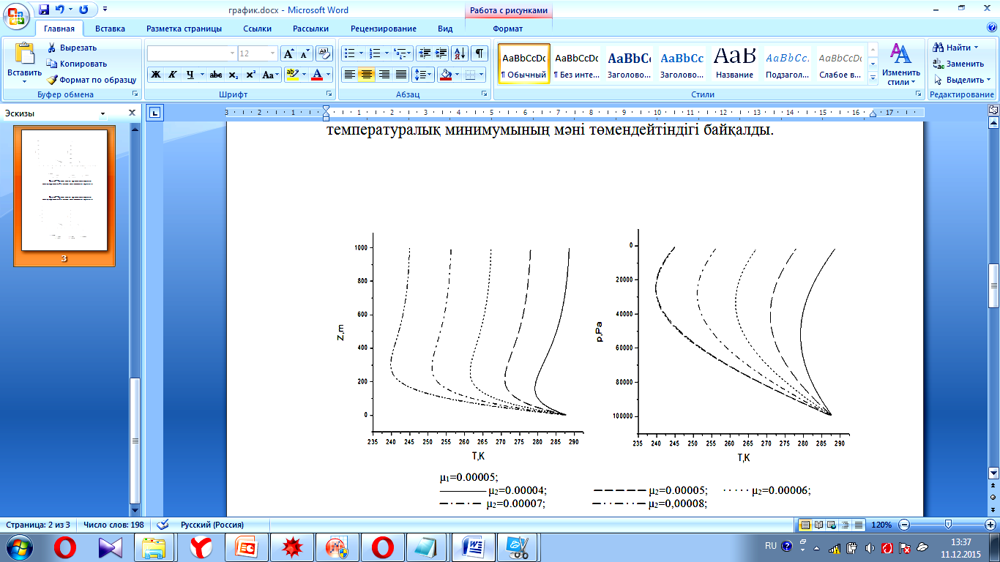 график.docx - Microsoft Word
Работа с рисунками
Главная Вставка Разметка страницы Ссылки Рассылки Рецензирование Вид Формат
Вставить
Вырезать
Копировать
Формат по образцу
Буфер обмена
12
Ж К Ч abc x₂ x² Aa
Шрифт
Абзац
AaBbCcDc AaBbCcDc AaBbCc AaBbCc AaB AaBbCc. AaBbCcDc
¶ Обычный ¶ Без инте... Заголово... Заголово... Название Подзагол... Слабое в...
Изменить стили
Стили
Найти
Заменить
Выделить
Редактирование
Эскизы
3
3 2 1 1 2 3 4 5 6 7 8 9 10 11 12 13 14 15 16 17
температуралық минимумының мәні төмендейтіндігі байқалды.
1000
800
600
400
200
0
Z,m
235 240 245 250 255 260 265 270 275 280 285 290
T,K
0
20000
40000
60000
80000
100000
p,Pa
235 240 245 250 255 260 265 270 275 280 285 290
T,K
μ₁=0.00005;
μ₂=0.00004; μ₂=0.00005; μ₂=0.00006;
μ₂=0.00007; μ₂=0,00008;
Страница: 2 из 3 Число слов: 198 Русский (Россия) 120%
RU
13:37
11.12.2015